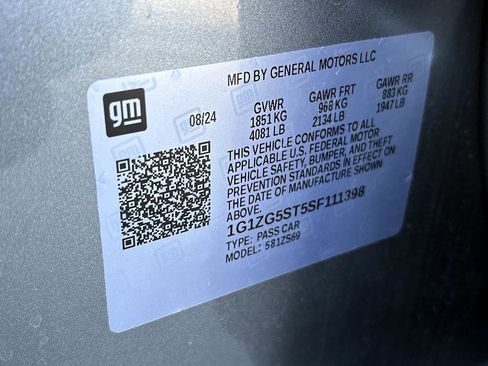 gm
MFD BY GENERAL MOTORS LLC
08/24
GVWR GAWR FRT GAWR RR
1851 KG 968 KG 883 KG
4081 LB 2134 LB 1947 LB
THIS VEHICLE CONFORMS TO ALL
APPLICABLE U.S. FEDERAL MOTOR
VEHICLE SAFETY, BUMPER, AND THEFT
PREVENTION STANDARDS IN EFFECT ON
THE DATE OF MANUFACTURE SHOWN
ABOVE.
1G1ZG5ST5SF111398
TYPE: PASS CAR
MODEL: 581ZS69